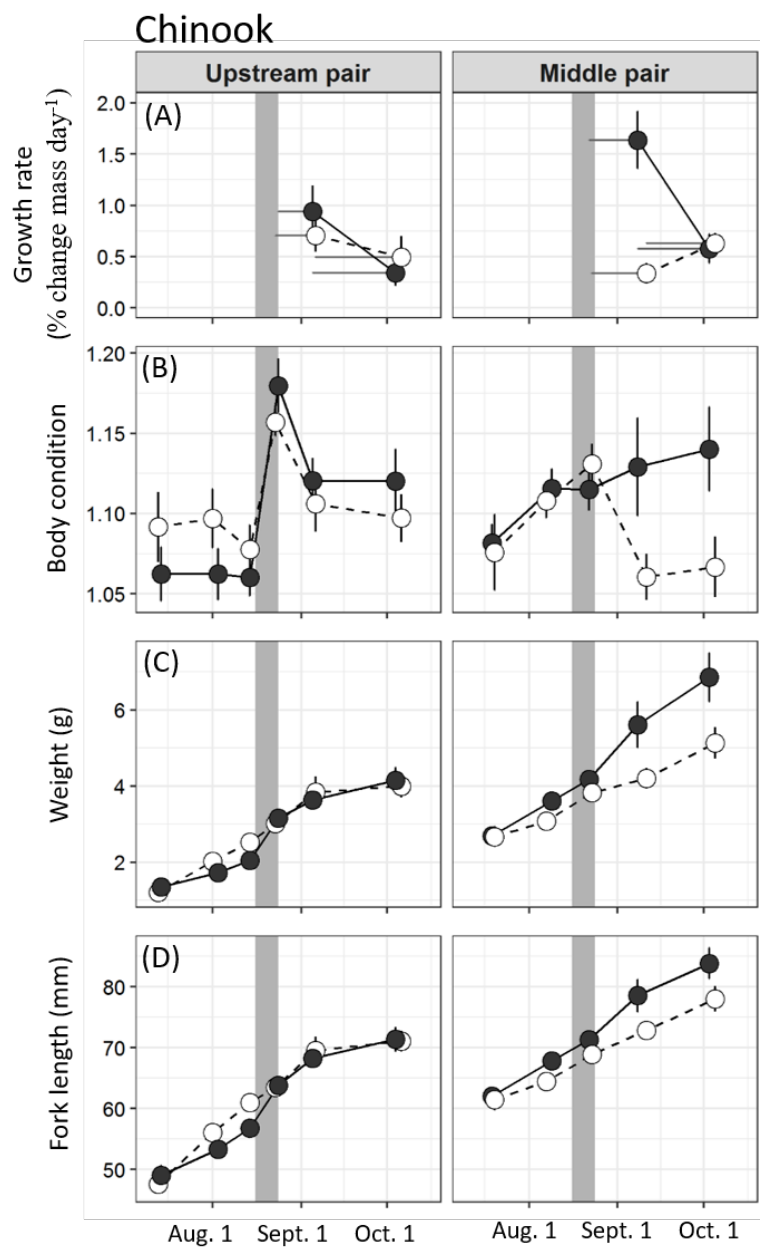 Chinook
Upstream pair Middle pair
(A)
Growth rate
(% change mass day⁻¹)
2.0
1.5
1.0
0.5
0.0
(B)
Body condition
1.20
1.15
1.10
1.05
(C)
Weight (g)
6
4
2
(D)
Fork length (mm)
80
70
60
50
Aug. 1 Sept. 1 Oct. 1 Aug. 1 Sept. 1 Oct. 1